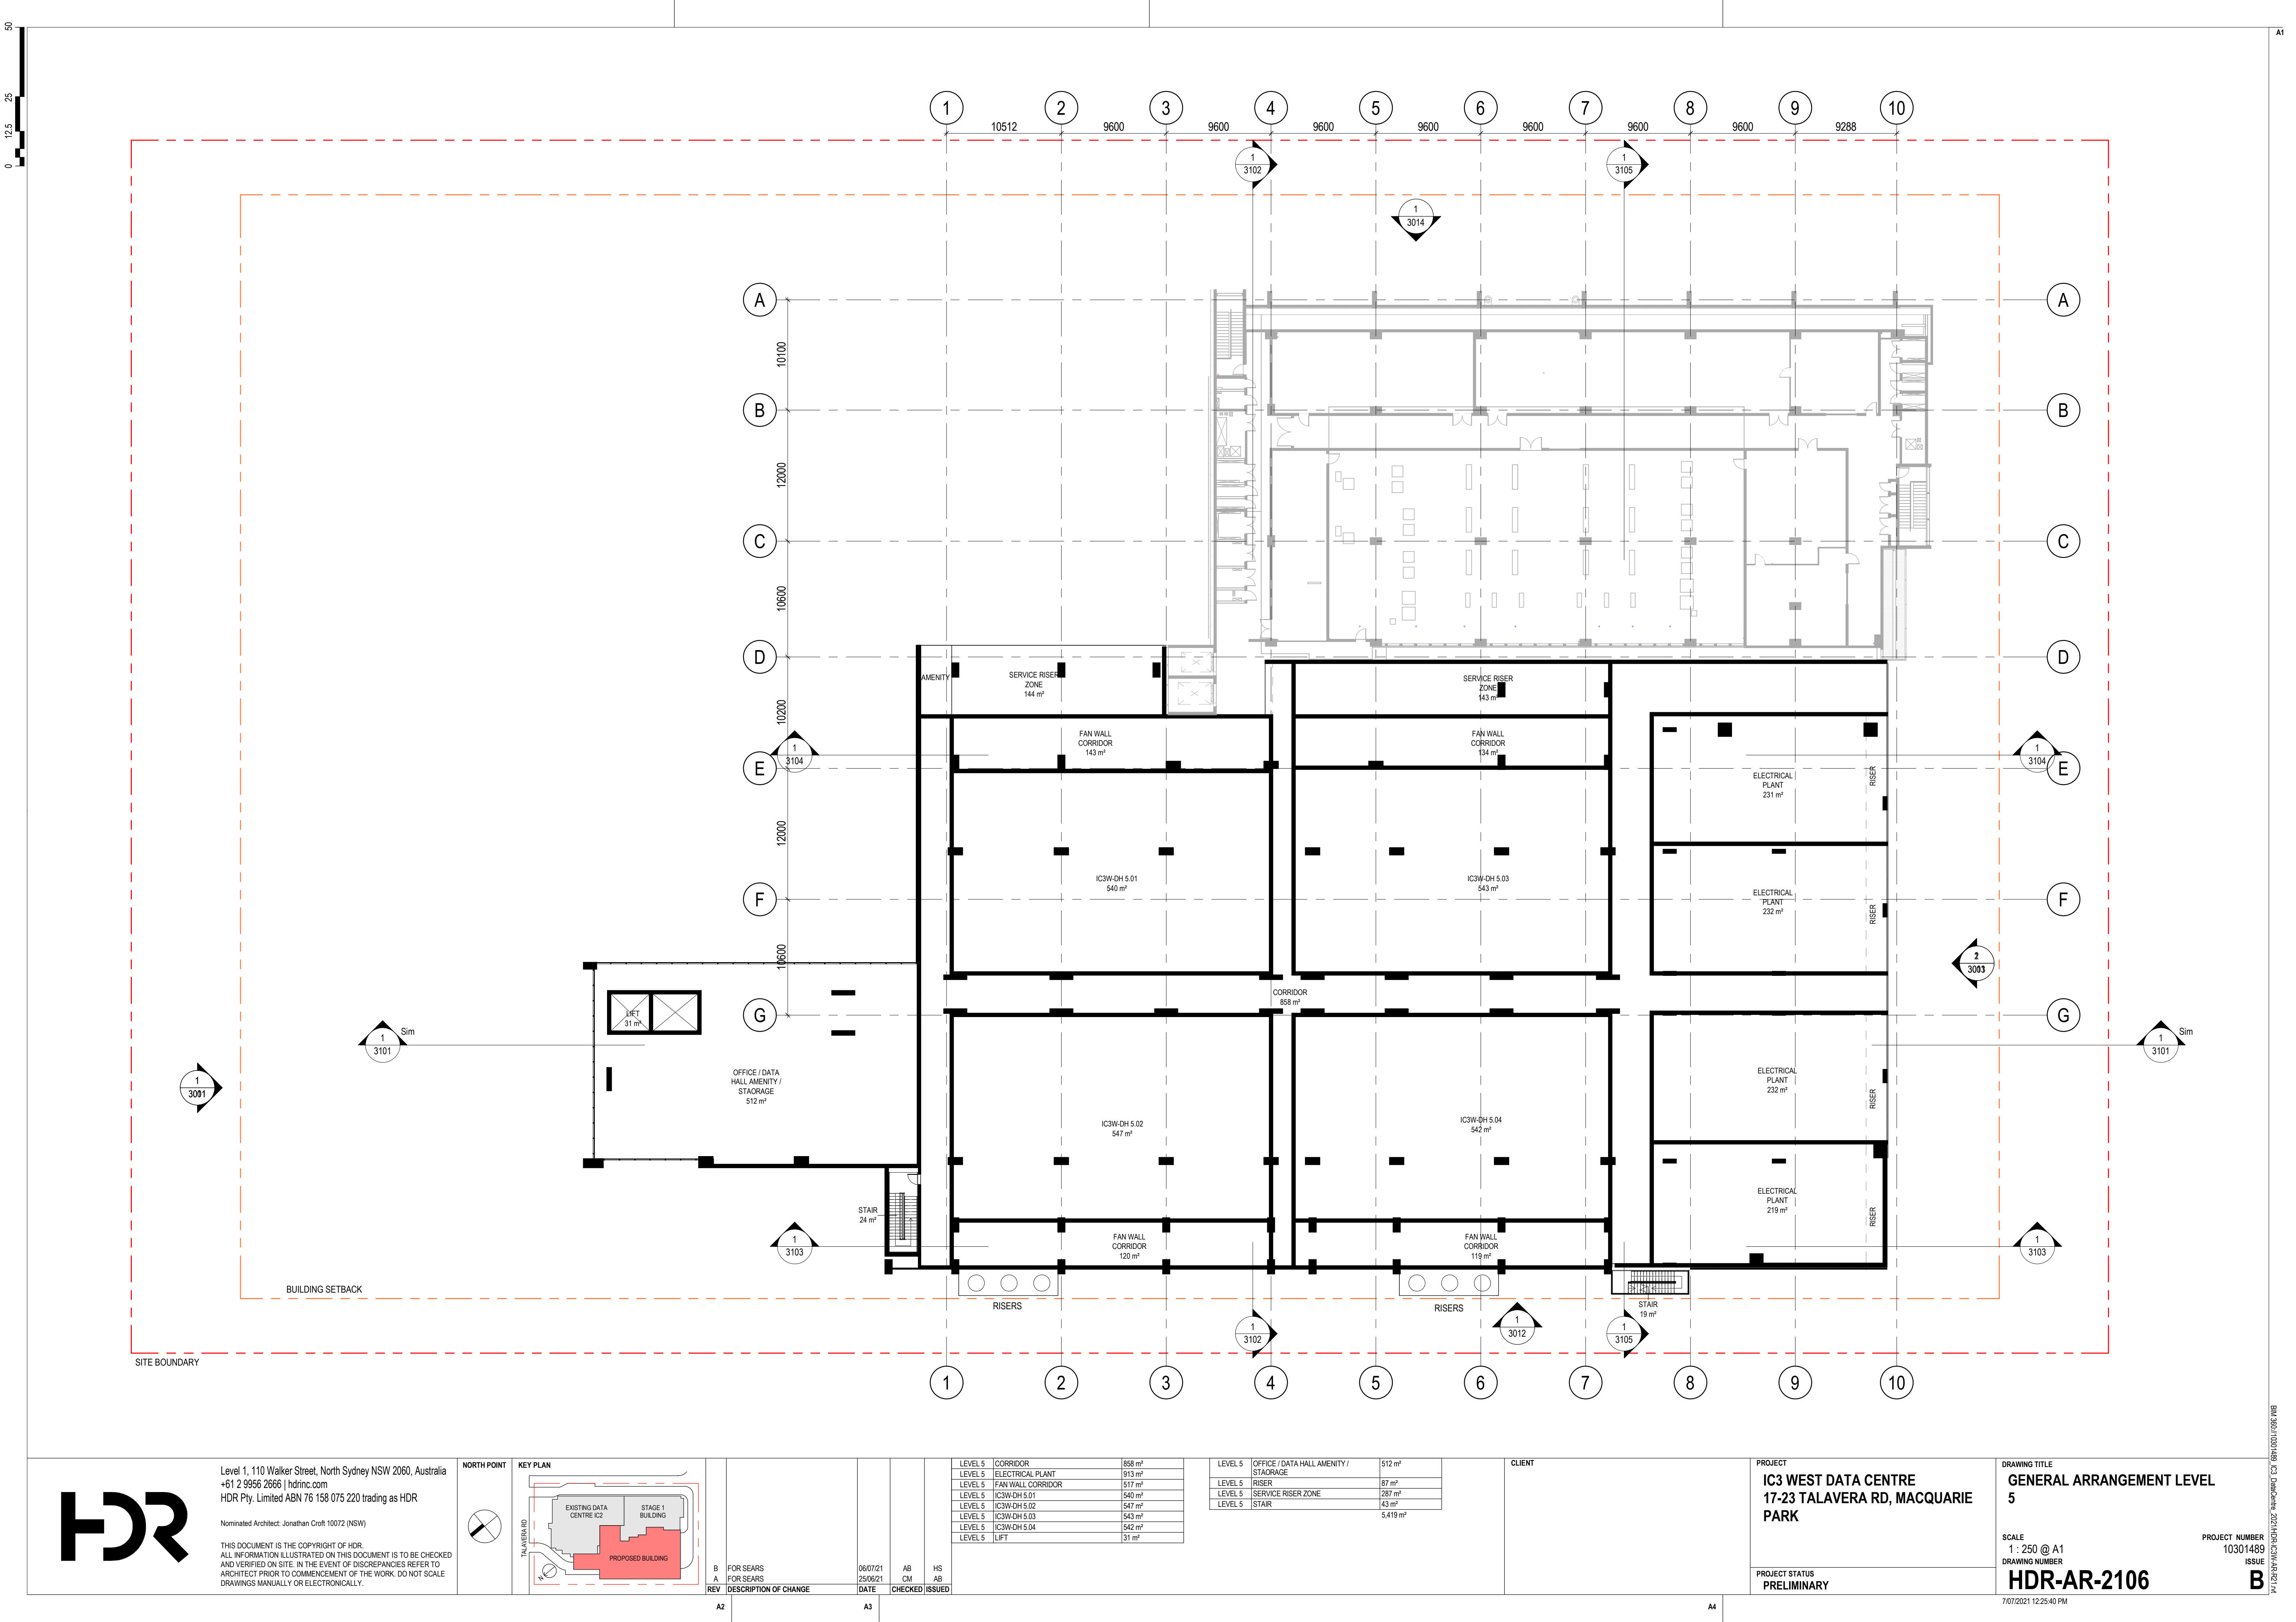 50
25
12.5
0
A1
1
2
3
4
5
6
7
8
9
10
10512
9600
9600
9600
9600
9600
9600
9600
9288
1
3102
1
3105
1
3014
A
A
10100
B
B
12000
C
C
10600
D
D
AMENITY
SERVICE RISER
ZONE
144 m²
SERVICE RISER
ZONE
143 m²
10200
FAN WALL
CORRIDOR
143 m²
FAN WALL
CORRIDOR
134 m²
1
3104
1
3104
E
E
ELECTRICAL
PLANT
231 m²
RISER
12000
IC3W-DH 5.01
540 m²
IC3W-DH 5.03
543 m²
ELECTRICAL
PLANT
232 m²
RISER
F
F
10600
2
CORRIDOR
858 m²
LIFT
31 m²
G
G
1
3101
Sim
1
3101
Sim
OFFICE / DATA
HALL AMENITY /
STAORAGE
512 m²
ELECTRICAL
PLANT
232 m²
RISER
1
IC3W-DH 5.02
547 m²
IC3W-DH 5.04
542 m²
ELECTRICAL
PLANT
219 m²
RISER
STAIR
24 m²
1
3103
FAN WALL
CORRIDOR
120 m²
FAN WALL
CORRIDOR
119 m²
1
3103
BUILDING SETBACK
RISERS
RISERS
STAIR
19 m²
1
3102
1
3012
1
3105
SITE BOUNDARY
1
2
3
4
5
6
7
8
9
10
BIM 360://10301489_IC3_DataCentre_2021/HDR/IC3W-AR-R21.rvt
HDR
Level 1, 110 Walker Street, North Sydney NSW 2060, Australia
+61 2 9956 2666 | hdrinc.com
HDR Pty. Limited ABN 76 158 075 220 trading as HDR
Nominated Architect: Jonathan Croft 10072 (NSW)
THIS DOCUMENT IS THE COPYRIGHT OF HDR.
ALL INFORMATION ILLUSTRATED ON THIS DOCUMENT IS TO BE CHECKED
AND VERIFIED ON SITE. IN THE EVENT OF DISCREPANCIES REFER TO
ARCHITECT PRIOR TO COMMENCEMENT OF THE WORK. DO NOT SCALE
DRAWINGS MANUALLY OR ELECTRONICALLY.
NORTH POINT
KEY PLAN
EXISTING DATA
CENTRE IC2
STAGE 1
BUILDING
PROPOSED BUILDING
TALAVERA RD
N
B FOR SEARS 06/07/21 AB HS
A FOR SEARS 25/06/21 CM AB
REV DESCRIPTION OF CHANGE DATE CHECKED ISSUED
LEVEL 5 CORRIDOR 858 m²
LEVEL 5 ELECTRICAL PLANT 913 m²
LEVEL 5 FAN WALL CORRIDOR 517 m²
LEVEL 5 IC3W-DH 5.01 540 m²
LEVEL 5 IC3W-DH 5.02 547 m²
LEVEL 5 IC3W-DH 5.03 543 m²
LEVEL 5 IC3W-DH 5.04 542 m²
LEVEL 5 LIFT 31 m²
LEVEL 5 OFFICE / DATA HALL AMENITY / 512 m²
STAORAGE
LEVEL 5 RISER 87 m²
LEVEL 5 SERVICE RISER ZONE 287 m²
LEVEL 5 STAIR 43 m²
5,419 m²
CLIENT
PROJECT
IC3 WEST DATA CENTRE
17-23 TALAVERA RD, MACQUARIE
PARK
PROJECT STATUS
PRELIMINARY
DRAWING TITLE
GENERAL ARRANGEMENT LEVEL
5
SCALE
1 : 250 @ A1
PROJECT NUMBER
10301489
DRAWING NUMBER
HDR-AR-2106
ISSUE
B
7/07/2021 12:25:40 PM
A2
A3
A4